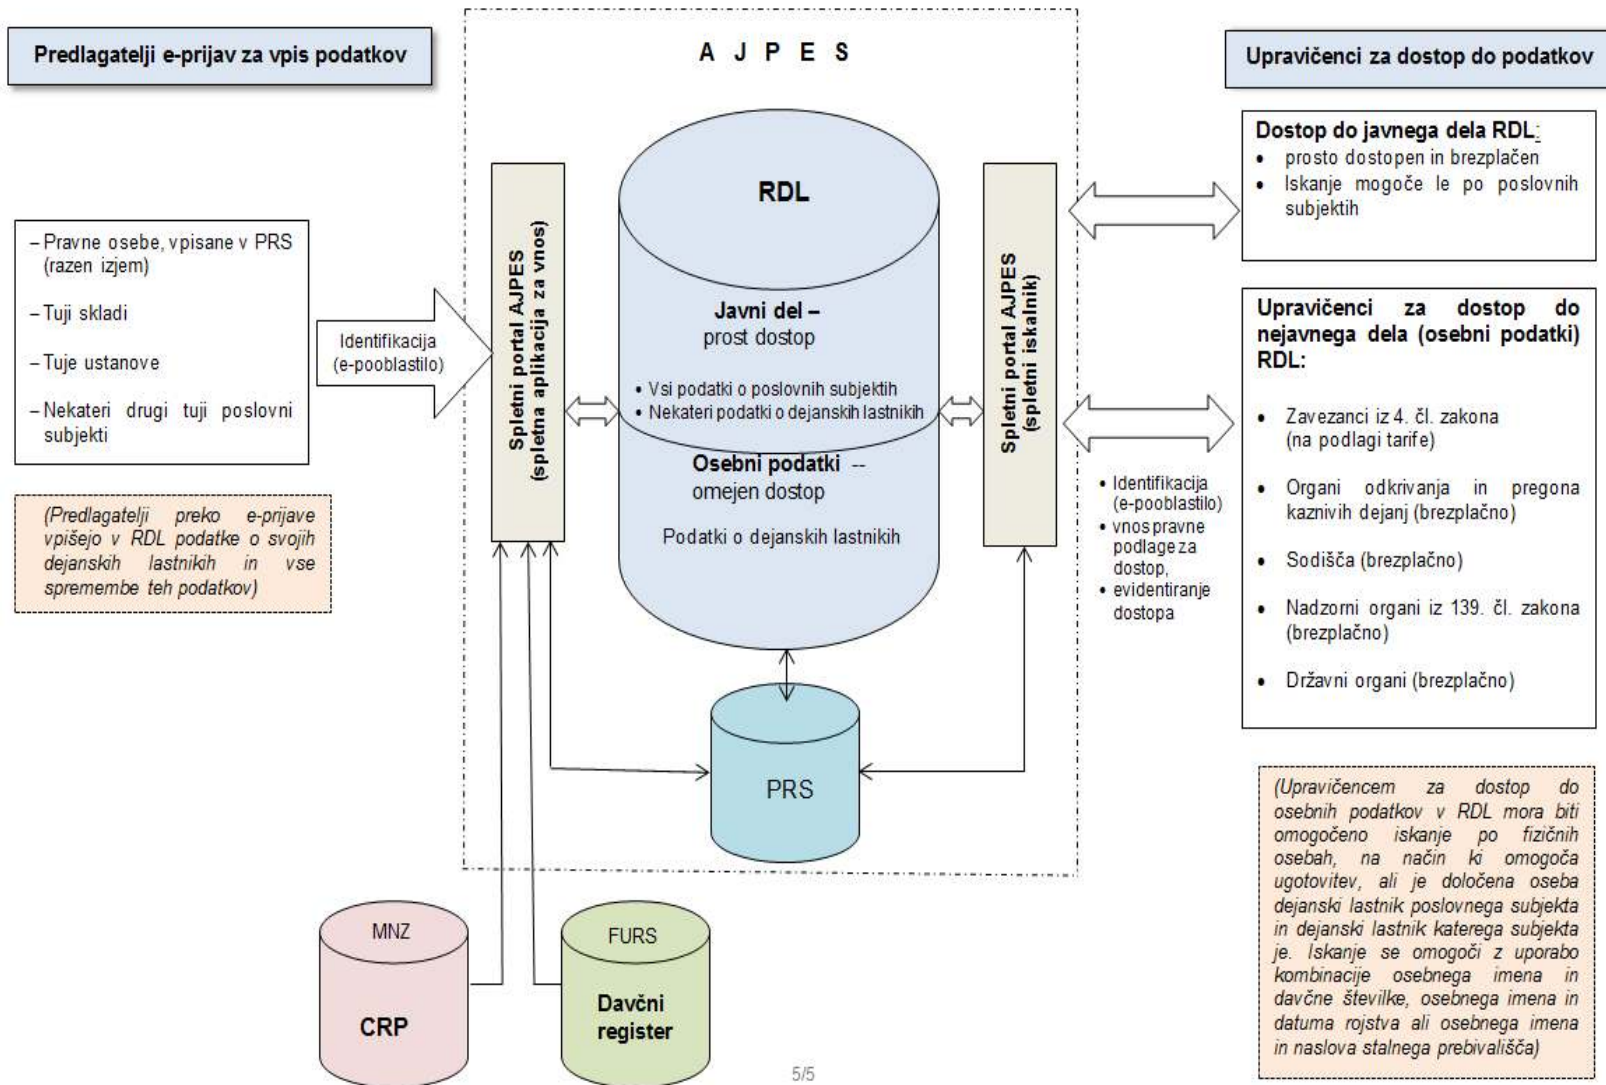 Predlagatelji e-prijav za vpis podatkov
A J P E S
Upravičenci za dostop do podatkov
– Pravne osebe, vpisane v PRS
(razen izjem)
– Tuji skladi
– Tuje ustanove
– Nekateri drugi tuji poslovni
subjekti
(Predlagatelji preko e-prijave
vpišejo v RDL podatke o svojih
dejanskih lastnikih in vse
spremembe teh podatkov)
Identifikacija
(e-pooblastilo)
Spletni portal AJPES
(spletna aplikacija za vnos)
RDL
Javni del –
prost dostop
• Vsi podatki o poslovnih subjektih
• Nekateri podatki o dejanskih lastnikih
Osebni podatki --
omejen dostop
Podatki o dejanskih lastnikih
PRS
Spletni portal AJPES
(spletni iskalnik)
• Identifikacija
(e-pooblastilo)
• vnos pravne
podlage za
dostop,
• evidentiranje
dostopa
Dostop do javnega dela RDL:
• prosto dostopen in brezplačen
• Iskanje mogoče le po poslovnih
subjektih
Upravičenci za dostop do
nejavnega dela (osebni podatki)
RDL:
• Zavezanci iz 4. čl. zakona
(na podlagi tarife)
• Organi odkrivanja in pregona
kaznivih dejanj (brezplačno)
• Sodišča (brezplačno)
• Nadzorni organi iz 139. čl. zakona
(brezplačno)
• Državni organi (brezplačno)
(Upravičencem za dostop do
osebnih podatkov v RDL mora biti
omogočeno iskanje po fizičnih
osebah, na način ki omogoča
ugotovitev, ali je določena oseba
dejanski lastnik poslovnega subjekta
in dejanski lastnik katerega subjekta
je. Iskanje se omogoči z uporabo
kombinacije osebnega imena in
davčne številke, osebnega imena in
datuma rojstva ali osebnega imena
in naslova stalnega prebivališča)
MNZ
CRP
FURS
Davčni
register
5/5